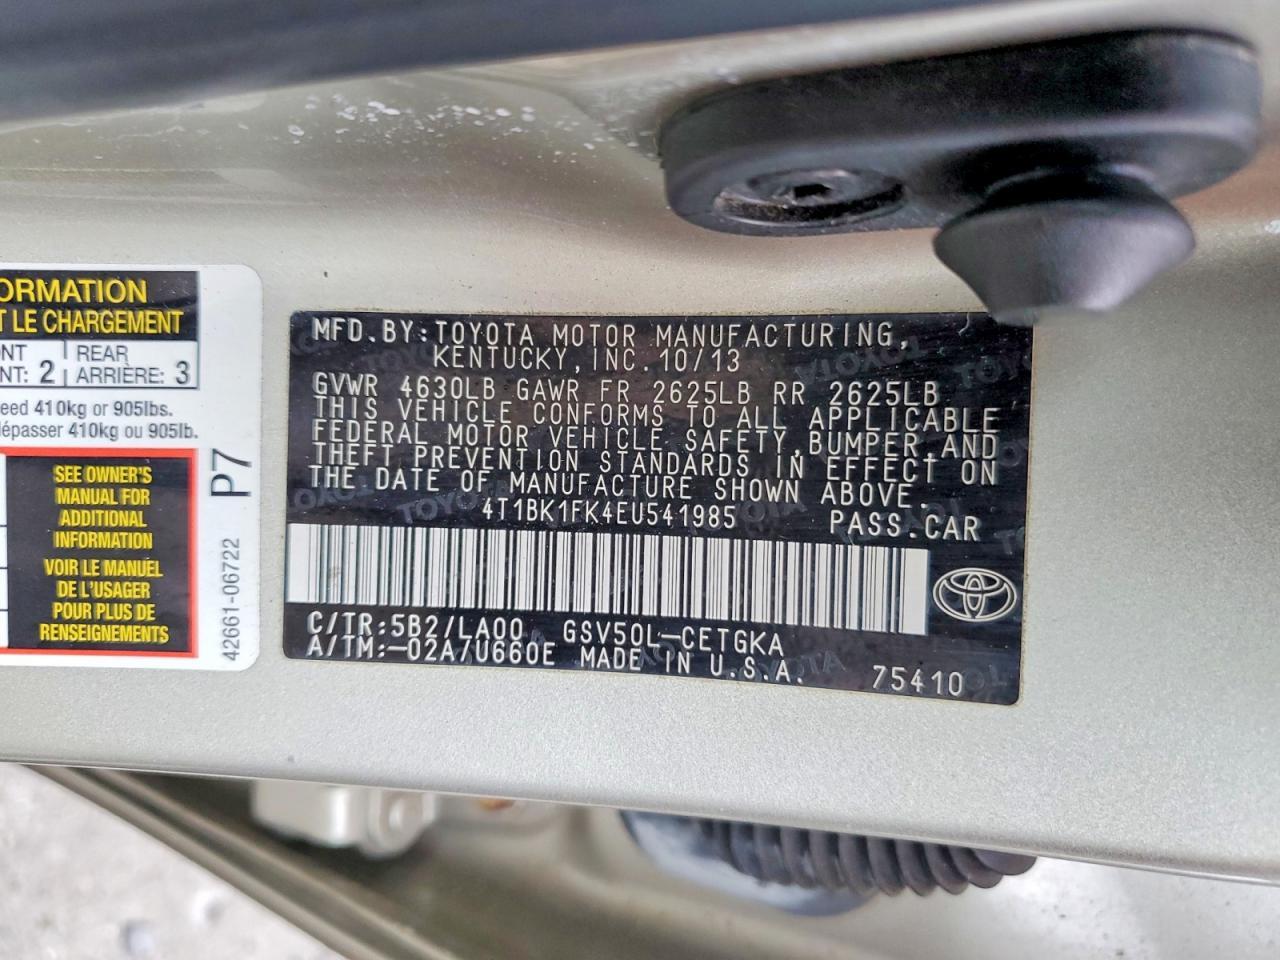 ORMATION
T LE CHARGEMENT
ONT
NT: 2
REAR
ARRIÈRE: 3
eed 410kg or 905lbs.
dépasser 410kg ou 905lb.
SEE OWNER'S
MANUAL FOR
ADDITIONAL
INFORMATION
VOIR LE MANUEL
DE L'USAGER
POUR PLUS DE
RENSEIGNEMENTS
42661-06722 P7
MFD.BY:TOYOTA MOTOR MANUFACTURING,
KENTUCKY, INC. 10/13
GVWR 4630LB GAWR FR 2625LB RR 2625LB
THIS VEHICLE CONFORMS TO ALL APPLICABLE
FEDERAL MOTOR VEHICLE SAFETY, BUMPER, AND
THEFT PREVENTION STANDARDS IN EFFECT ON
THE DATE OF MANUFACTURE SHOWN ABOVE.
4T1BK1FK4EU541985 PASS.CAR
C/TR:5B2/LA00 GSV50L-CETGKA
A/TM:-02A/U660E MADE IN U.S.A. 75410